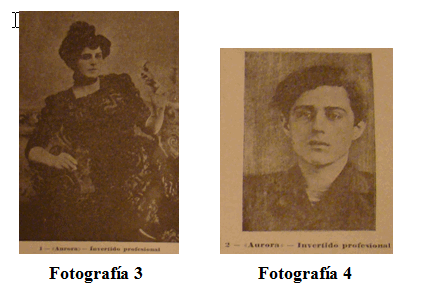 1 — «Aurora» — Invertido profesional
2 — «Aurora» — Invertido profesional
Fotografía 3
Fotografía 4